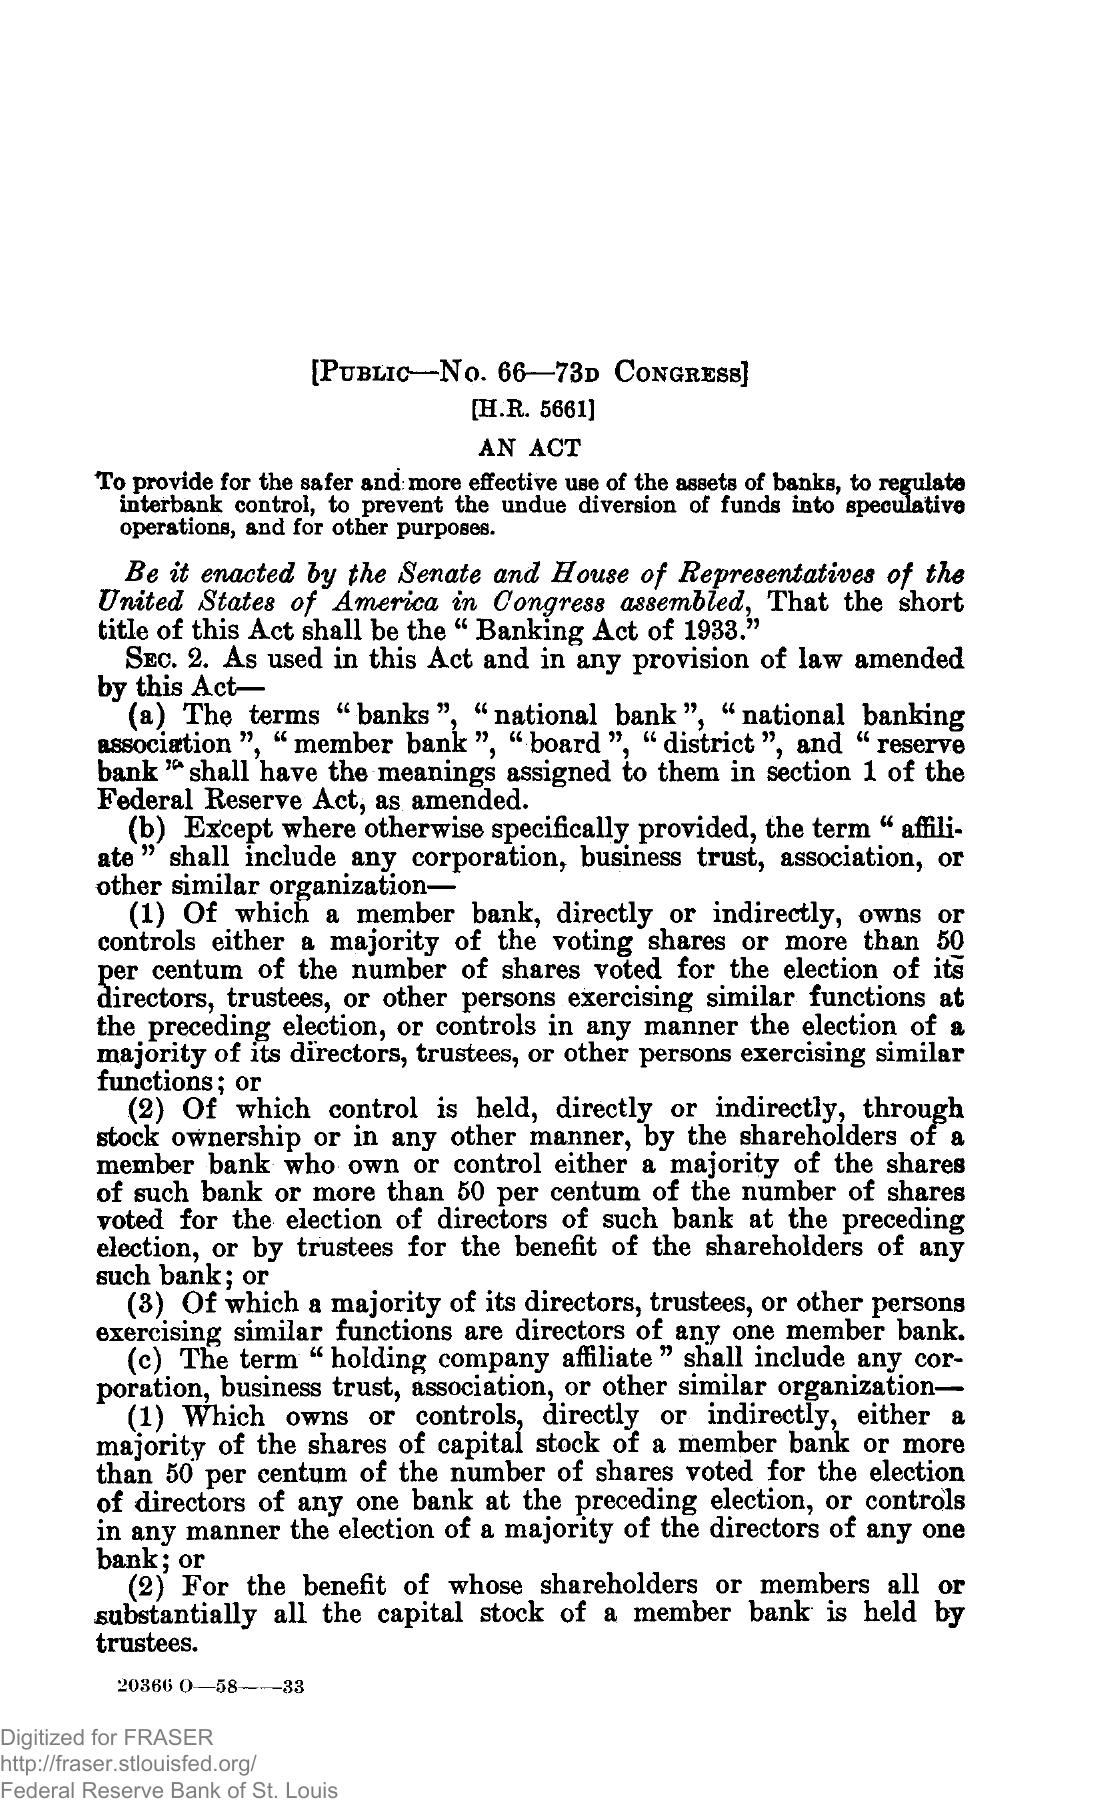 [PUBLIC—No. 66—73D CONGRESS]
[H.R. 5661]
AN ACT
To provide for the safer and more effective use of the assets of banks, to regulate
interbank control, to prevent the undue diversion of funds into speculative
operations, and for other purposes.
Be it enacted by the Senate and House of Representatives of the
United States of America in Congress assembled, That the short
title of this Act shall be the “ Banking Act of 1933.”
SEC. 2. As used in this Act and in any provision of law amended
by this Act—
(a) The terms “ banks ”, “ national bank ”, “ national banking
association ”, “ member bank ”, “ board ”, “ district ”, and “ reserve
bank ” shall have the meanings assigned to them in section 1 of the
Federal Reserve Act, as amended.
(b) Except where otherwise specifically provided, the term “ affili-
ate ” shall include any corporation, business trust, association, or
other similar organization—
(1) Of which a member bank, directly or indirectly, owns or
controls either a majority of the voting shares or more than 50
per centum of the number of shares voted for the election of its
directors, trustees, or other persons exercising similar functions at
the preceding election, or controls in any manner the election of a
majority of its directors, trustees, or other persons exercising similar
functions; or
(2) Of which control is held, directly or indirectly, through
stock ownership or in any other manner, by the shareholders of a
member bank who own or control either a majority of the shares
of such bank or more than 50 per centum of the number of shares
voted for the election of directors of such bank at the preceding
election, or by trustees for the benefit of the shareholders of any
such bank; or
(3) Of which a majority of its directors, trustees, or other persons
exercising similar functions are directors of any one member bank.
(c) The term “ holding company affiliate ” shall include any cor-
poration, business trust, association, or other similar organization—
(1) Which owns or controls, directly or indirectly, either a
majority of the shares of capital stock of a member bank or more
than 50 per centum of the number of shares voted for the election
of directors of any one bank at the preceding election, or controls
in any manner the election of a majority of the directors of any one
bank; or
(2) For the benefit of whose shareholders or members all or
substantially all the capital stock of a member bank is held by
trustees.
20366 O—58——33
Digitized for FRASER
http://fraser.stlouisfed.org/
Federal Reserve Bank of St. Louis